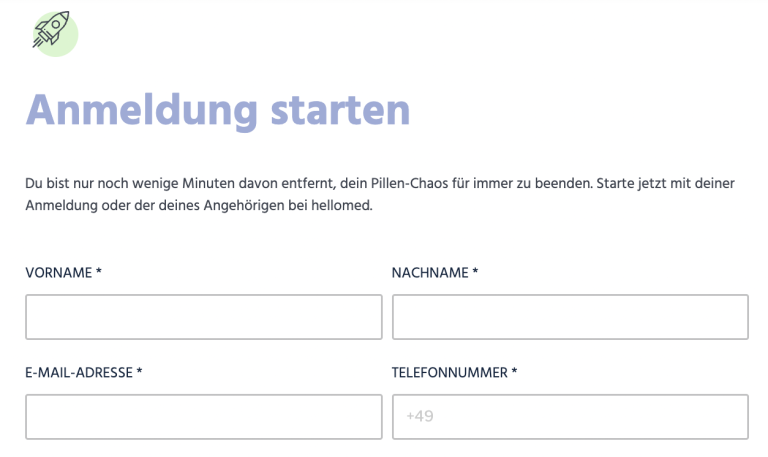 Anmeldung starten
Du bist nur noch wenige Minuten davon entfernt, dein Pillen-Chaos für immer zu beenden. Starte jetzt mit deiner
Anmeldung oder der deines Angehörigen bei hellomed.
VORNAME *
NACHNAME *
E-MAIL-ADRESSE *
TELEFONNUMMER *
+49